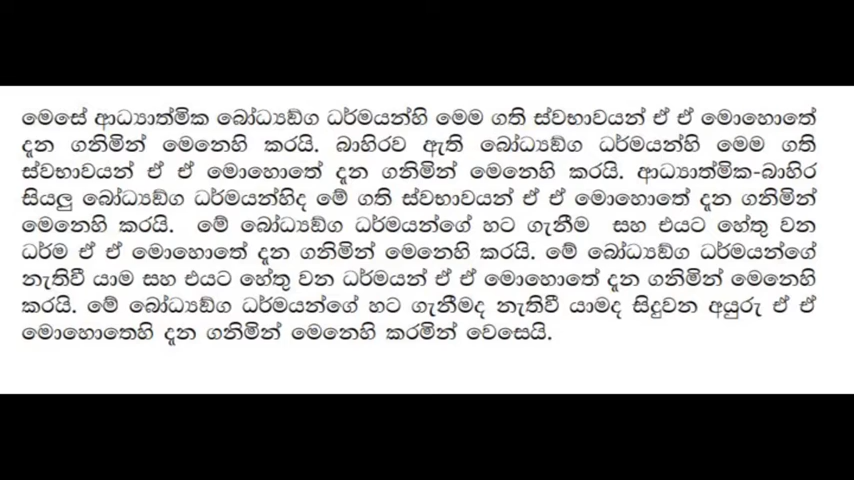 මෙසේ ආධ්‍යාත්මික බෝධ්‍යඞ්ග ධර්මයන්හි මෙම ගති ස්වභාවයන් ඒ ඒ මොහොතේ
දැන ගනිමින් මෙනෙහි කරයි. බාහිරව ඇති බෝධ්‍යඞ්ග ධර්මයන්හි මෙම ගති
ස්වභාවයන් ඒ ඒ මොහොතේ දැන ගනිමින් මෙනෙහි කරයි. ආධ්‍යාත්මික-බාහිර
සියලු බෝධ්‍යඞ්ග ධර්මයන්හිද මේ ගති ස්වභාවයන් ඒ ඒ මොහොතේ දැන ගනිමින්
මෙනෙහි කරයි. මේ බෝධ්‍යඞ්ග ධර්මයන්ගේ හට ගැනීම සහ එයට හේතු වන
ධර්ම ඒ ඒ මොහොතේ දැන ගනිමින් මෙනෙහි කරයි. මේ බෝධ්‍යඞ්ග ධර්මයන්ගේ
නැතිවී යාම සහ එයට හේතු වන ධර්මයන් ඒ ඒ මොහොතේ දැන ගනිමින් මෙනෙහි
කරයි. මේ බෝධ්‍යඞ්ග ධර්මයන්ගේ හට ගැනීමද නැතිවී යාමද සිදුවන අයුරු ඒ ඒ
මොහොතෙහි දැන ගනිමින් මෙනෙහි කරමින් වෙසෙයි.